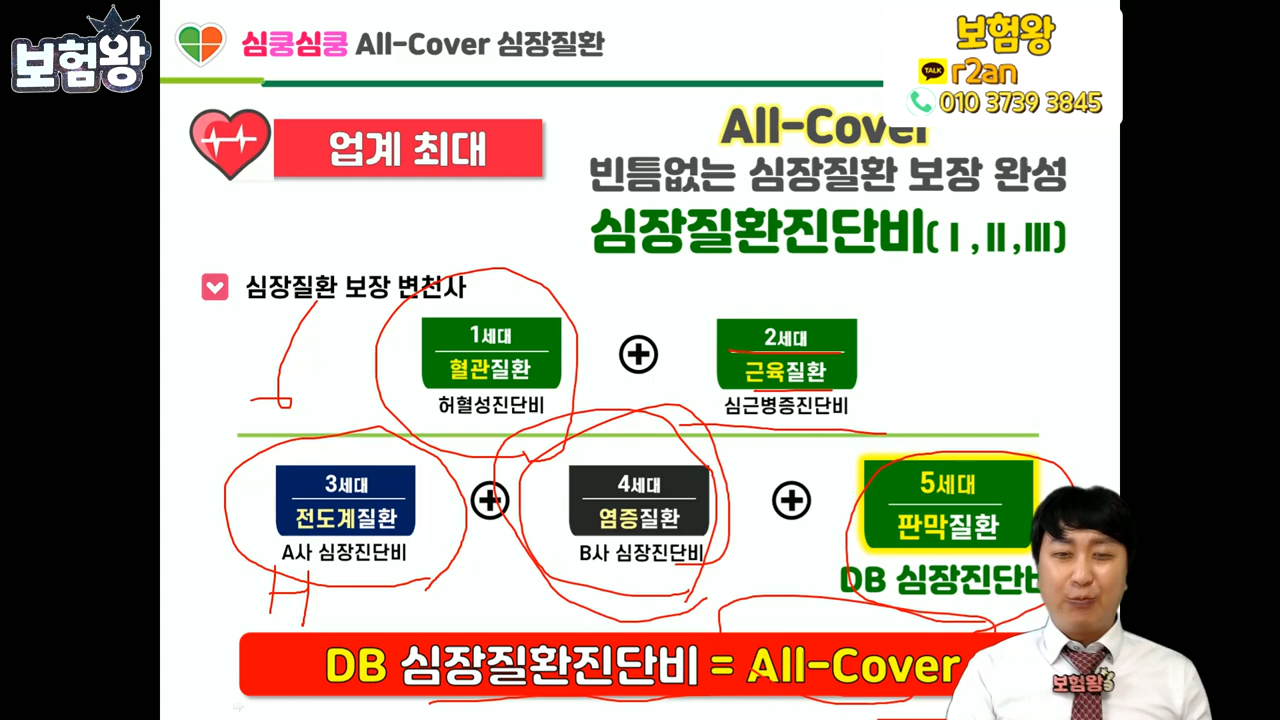 보험왕
심쿵심쿵 All-Cover 심장질환
보험왕
TALK r2an
010 3739 3845
업계 최대
All-Cover
빈틈없는 심장질환 보장 완성
심장질환진단비(Ⅰ,Ⅱ,Ⅲ)
심장질환 보장 변천사
1세대
혈관질환
허혈성진단비
2세대
근육질환
심근병증진단비
3세대
전도계질환
A사 심장진단비
4세대
염증질환
B사 심장진단비
5세대
판막질환
DB 심장진단비
H
DB 심장질환진단비 = All-Cover
보험왕